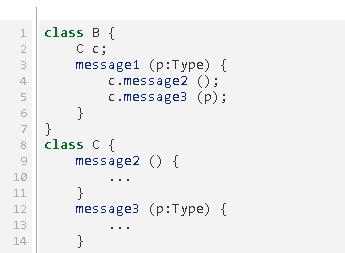 1 class B {
2     C c;
3     message1 (p:Type) {
4         c.message2 ();
5         c.message3 (p);
6     }
7 }
8 class C {
9     message2 () {
10         ...
11     }
12     message3 (p:Type) {
13         ...
14     }